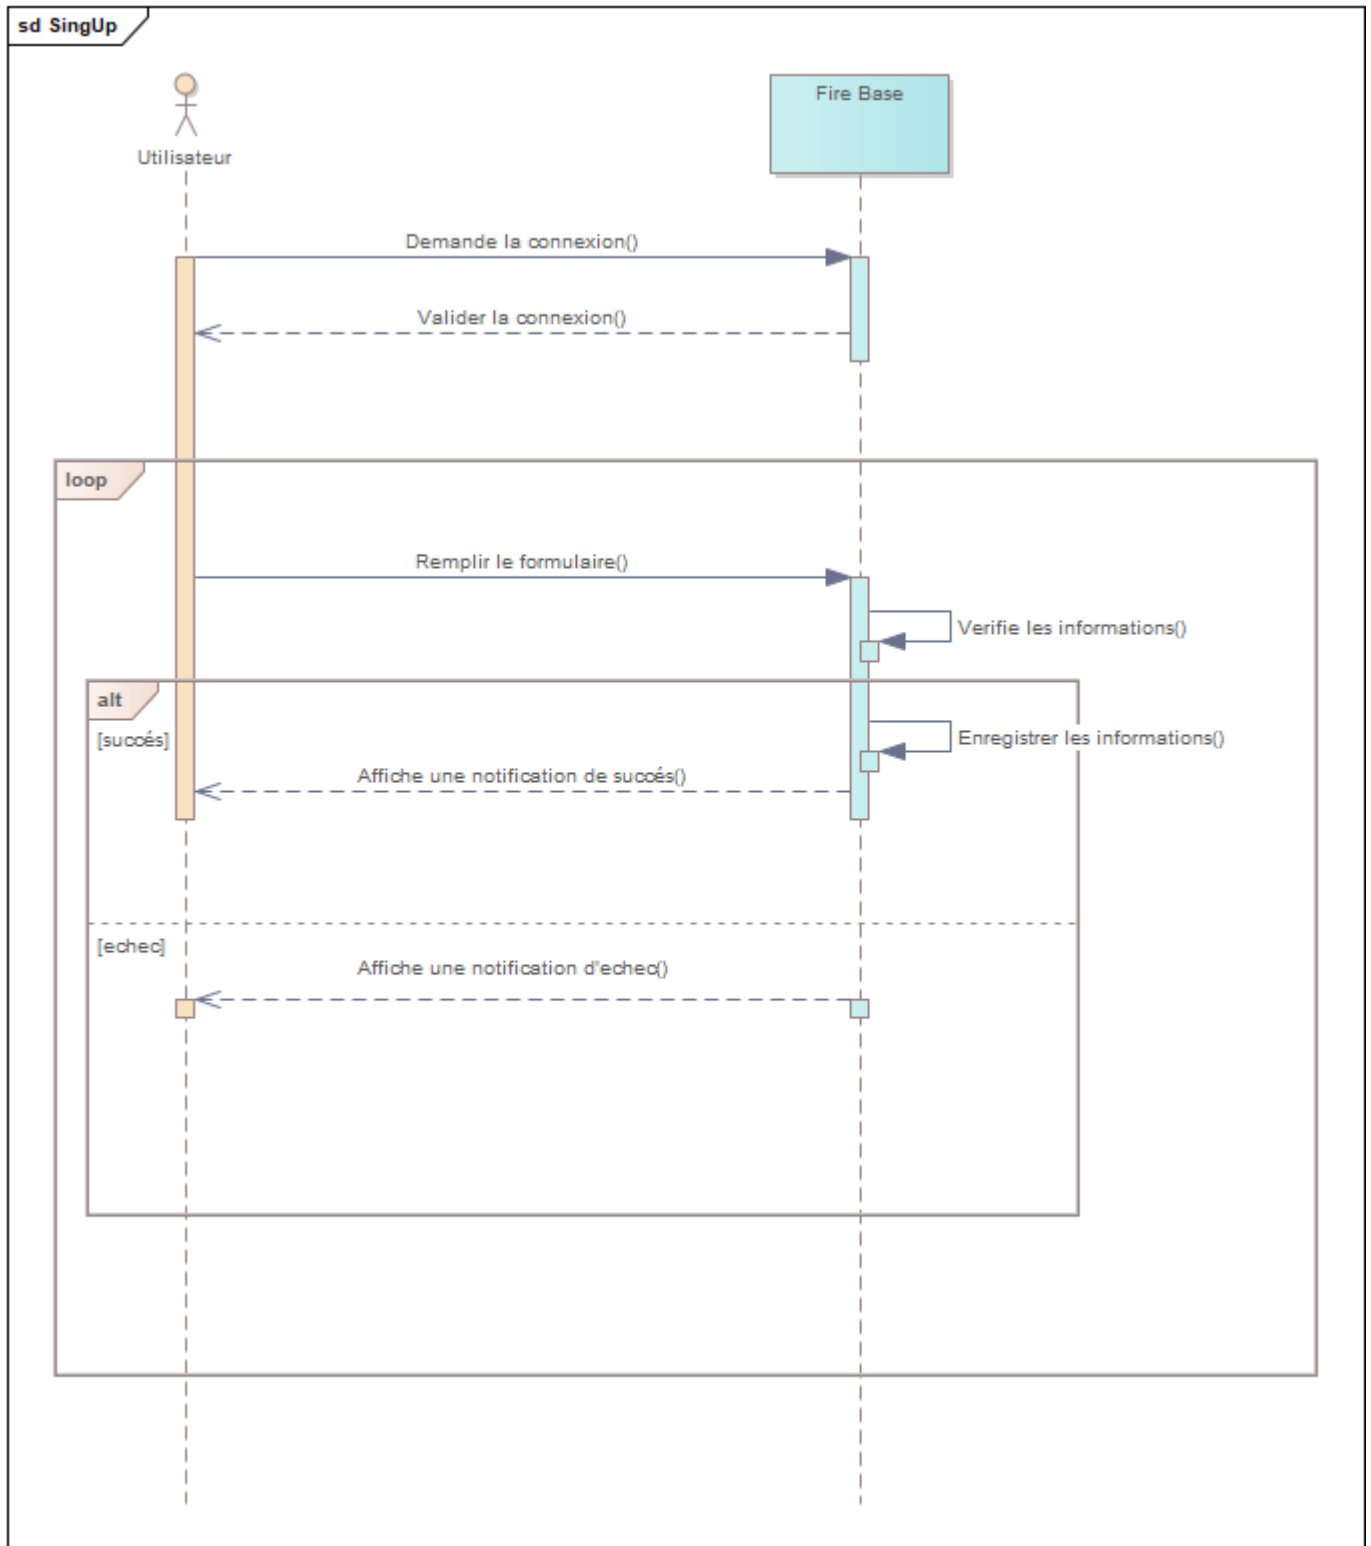 sd SingUp
Fire Base
Utilisateur
Demande la connexion()
Valider la connexion()
loop
Remplir le formulaire()
Verifie les informations()
alt
[succés]
Enregistrer les informations()
Affiche une notification de succés()
[echec]
Affiche une notification d'echec()